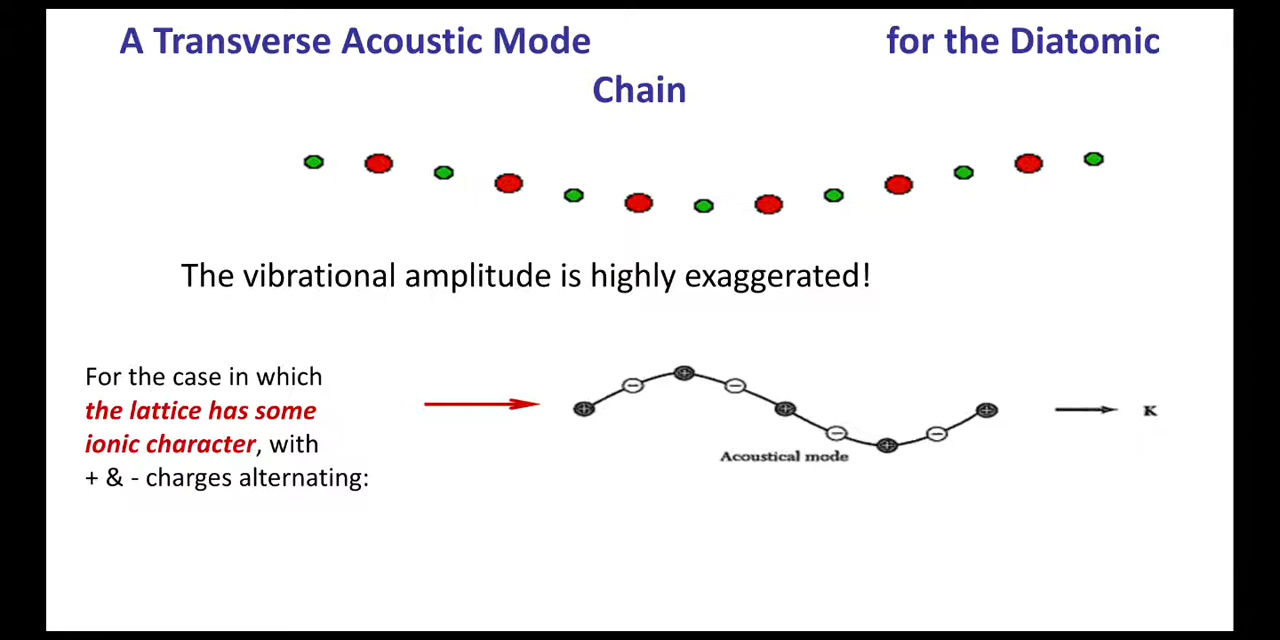 A Transverse Acoustic Mode for the Diatomic
Chain
The vibrational amplitude is highly exaggerated!
For the case in which
the lattice has some
ionic character, with
+ & - charges alternating:
+ - + - + - + - +
Acoustical mode
K